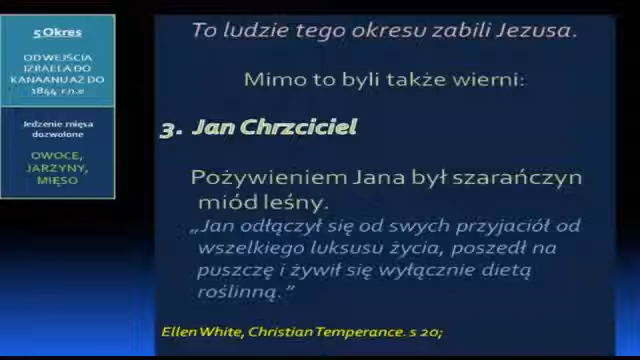 5 Okres
OD WEJŚCIA
IZRAELA DO
KANAANU AŻ DO
1844 r.n.e
Jedzenie mięsa
dozwolone
OWOCE,
JARZYNY,
MIĘSO
To ludzie tego okresu zabili Jezusa.
Mimo to byli także wierni:
3. Jan Chrzciciel
Pożywieniem Jana był szarańczyn
miód leśny.
„Jan odłączył się od swych przyjaciół od
wszelkiego luksusu życia, poszedł na
puszczę i żywił się wyłącznie dietą
roślinną.”
Ellen White, Christian Temperance. s 20;